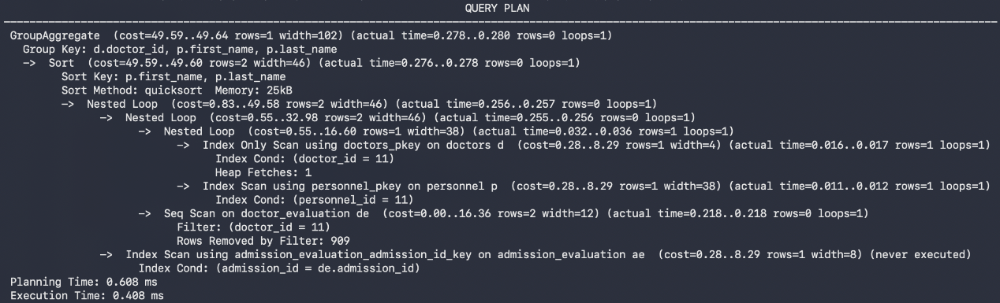 QUERY PLAN
GroupAggregate  (cost=49.59..49.64 rows=1 width=102) (actual time=0.278..0.280 rows=0 loops=1)
  Group Key: d.doctor_id, p.first_name, p.last_name
  ->  Sort  (cost=49.59..49.60 rows=2 width=46) (actual time=0.276..0.278 rows=0 loops=1)
        Sort Key: p.first_name, p.last_name
        Sort Method: quicksort  Memory: 25kB
        ->  Nested Loop  (cost=0.83..49.58 rows=2 width=46) (actual time=0.256..0.257 rows=0 loops=1)
              ->  Nested Loop  (cost=0.55..32.98 rows=2 width=46) (actual time=0.255..0.256 rows=0 loops=1)
                    ->  Nested Loop  (cost=0.55..16.60 rows=1 width=38) (actual time=0.032..0.036 rows=1 loops=1)
                          ->  Index Only Scan using doctors_pkey on doctors d  (cost=0.28..8.29 rows=1 width=4) (actual time=0.016..0.017 rows=1 loops=1)
                                Index Cond: (doctor_id = 11)
                                Heap Fetches: 1
                          ->  Index Scan using personnel_pkey on personnel p  (cost=0.28..8.29 rows=1 width=38) (actual time=0.011..0.012 rows=1 loops=1)
                                Index Cond: (personnel_id = 11)
                    ->  Seq Scan on doctor_evaluation de  (cost=0.00..16.36 rows=2 width=12) (actual time=0.218..0.218 rows=0 loops=1)
                          Filter: (doctor_id = 11)
                          Rows Removed by Filter: 909
              ->  Index Scan using admission_evaluation_admission_id_key on admission_evaluation ae  (cost=0.28..8.29 rows=1 width=8) (never executed)
                    Index Cond: (admission_id = de.admission_id)
Planning Time: 0.608 ms
Execution Time: 0.408 ms